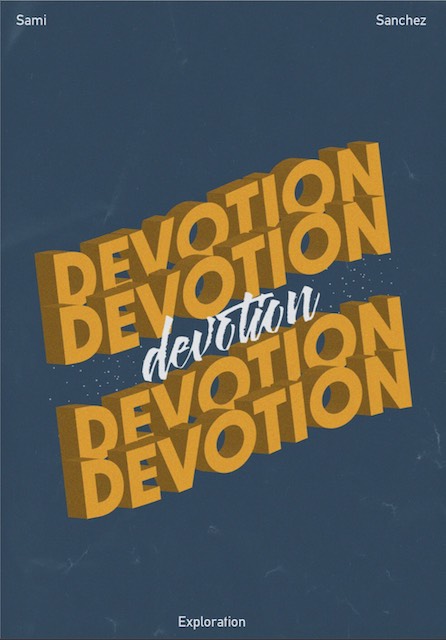 Sami
Sanchez
DEVOTION
DEVOTION
devotion
DEVOTION
DEVOTION
Exploration